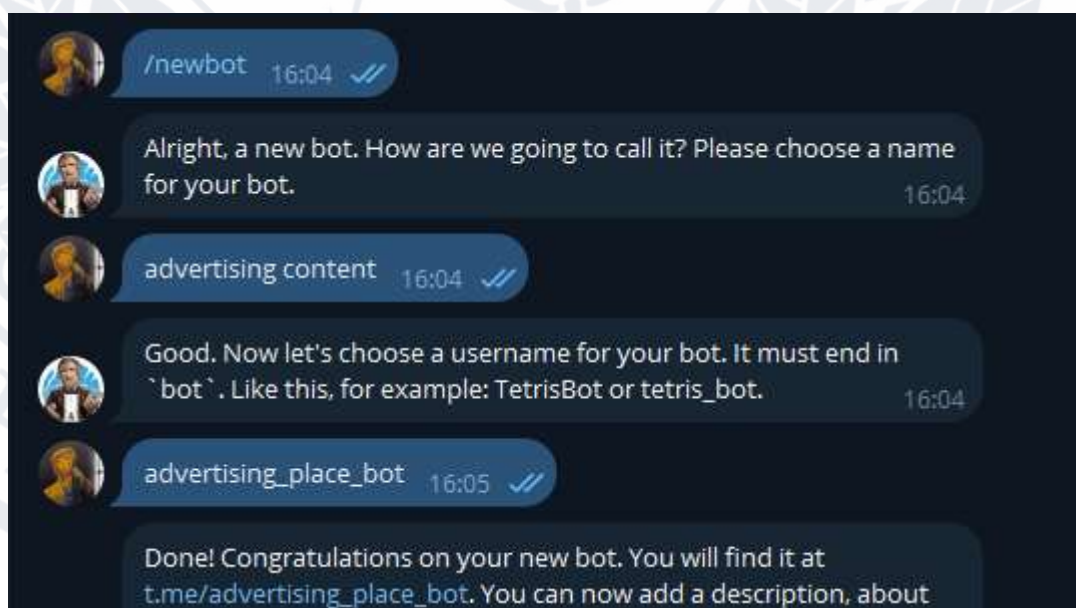 /newbot 16:04
Alright, a new bot. How are we going to call it? Please choose a name
for your bot.
16:04
advertising content 16:04
Good. Now let's choose a username for your bot. It must end in
`bot`. Like this, for example: TetrisBot or tetris_bot.
16:04
advertising_place_bot 16:05
Done! Congratulations on your new bot. You will find it at
t.me/advertising_place_bot. You can now add a description, about